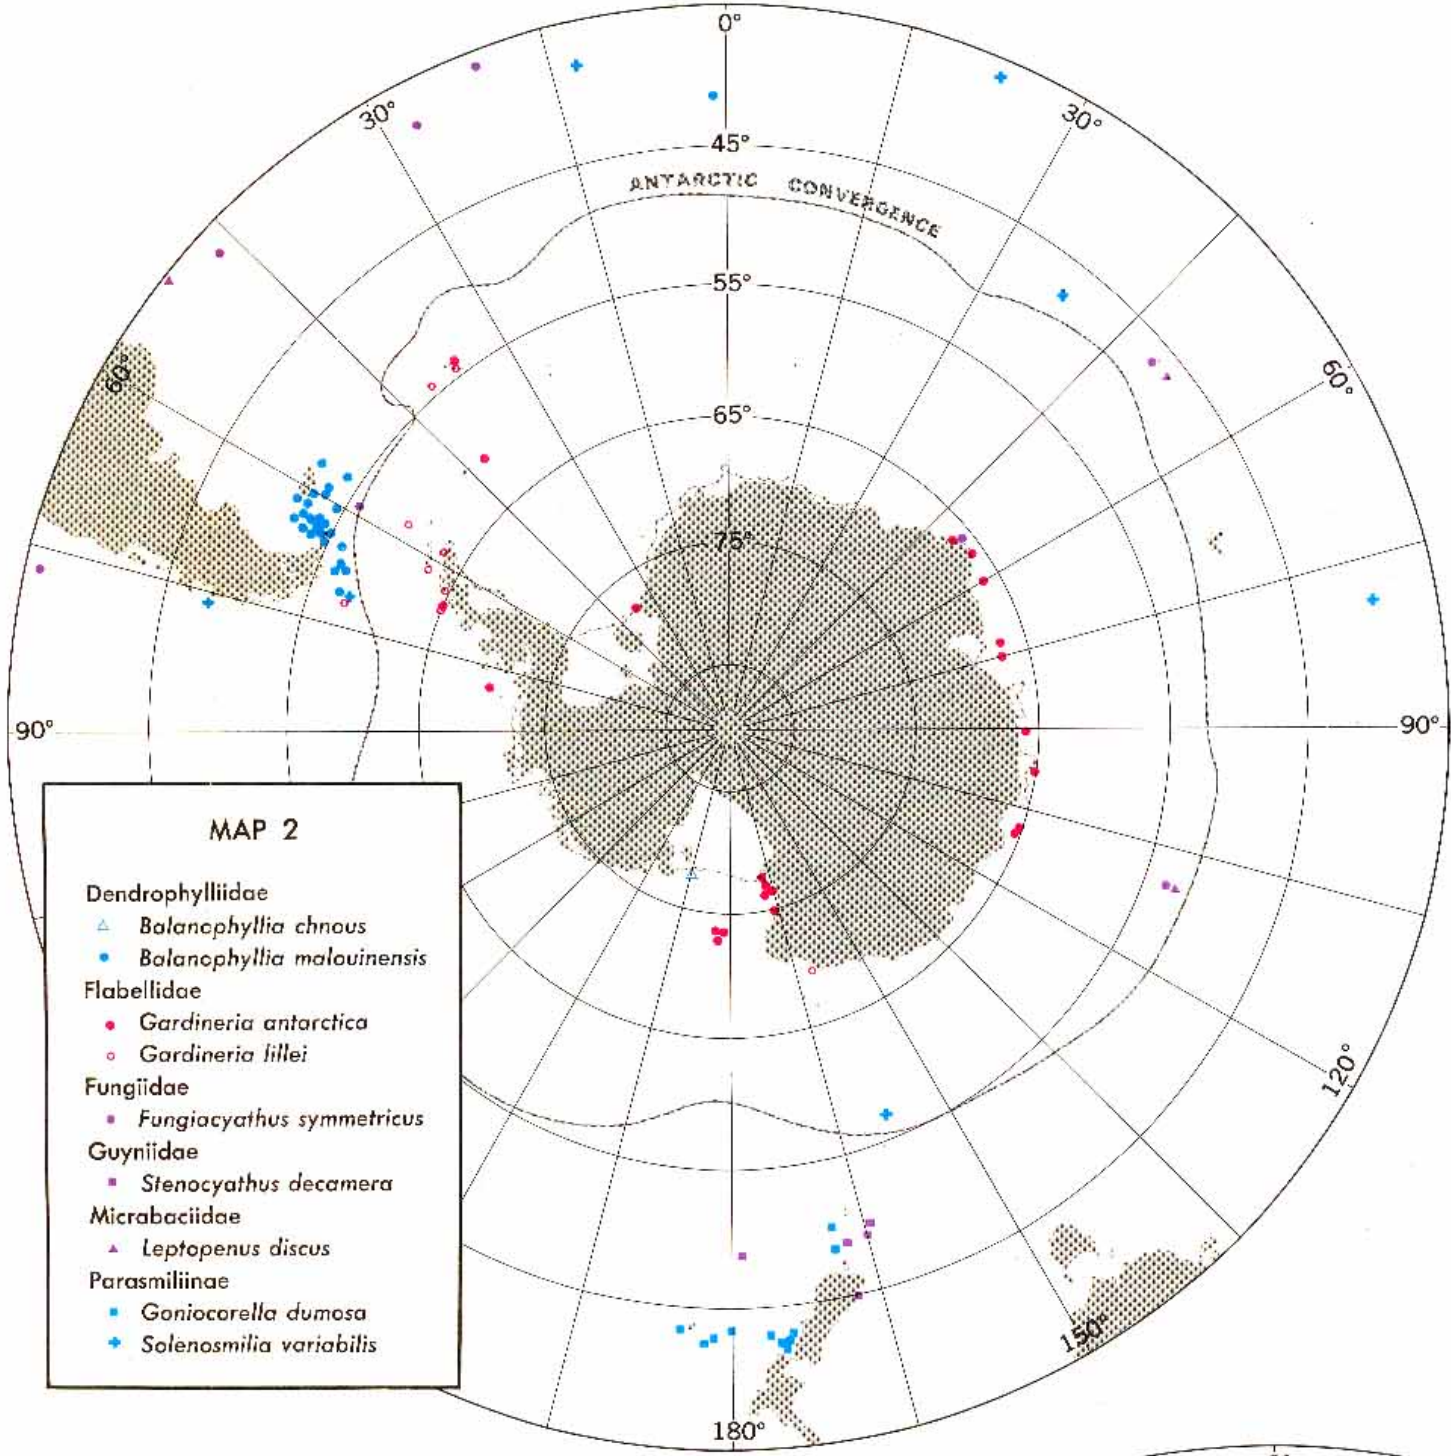 0°
30°
30°
45°
ANTARCTIC CONVERGENCE
55°
60°
60°
65°
75°
90°
90°
MAP 2
Dendrophylliidae
Balanophyllia chnous
Balanophyllia malouinensis
Flabellidae
Gardineria antarctica
Gardineria lillei
Fungiidae
Fungiacyathus symmetricus
Guyniidae
Stenocyathus decamera
Micrabaciidae
Leptopenus discus
Parasmiliinae
Goniocorella dumosa
Solenosmilia variabilis
120°
150°
180°